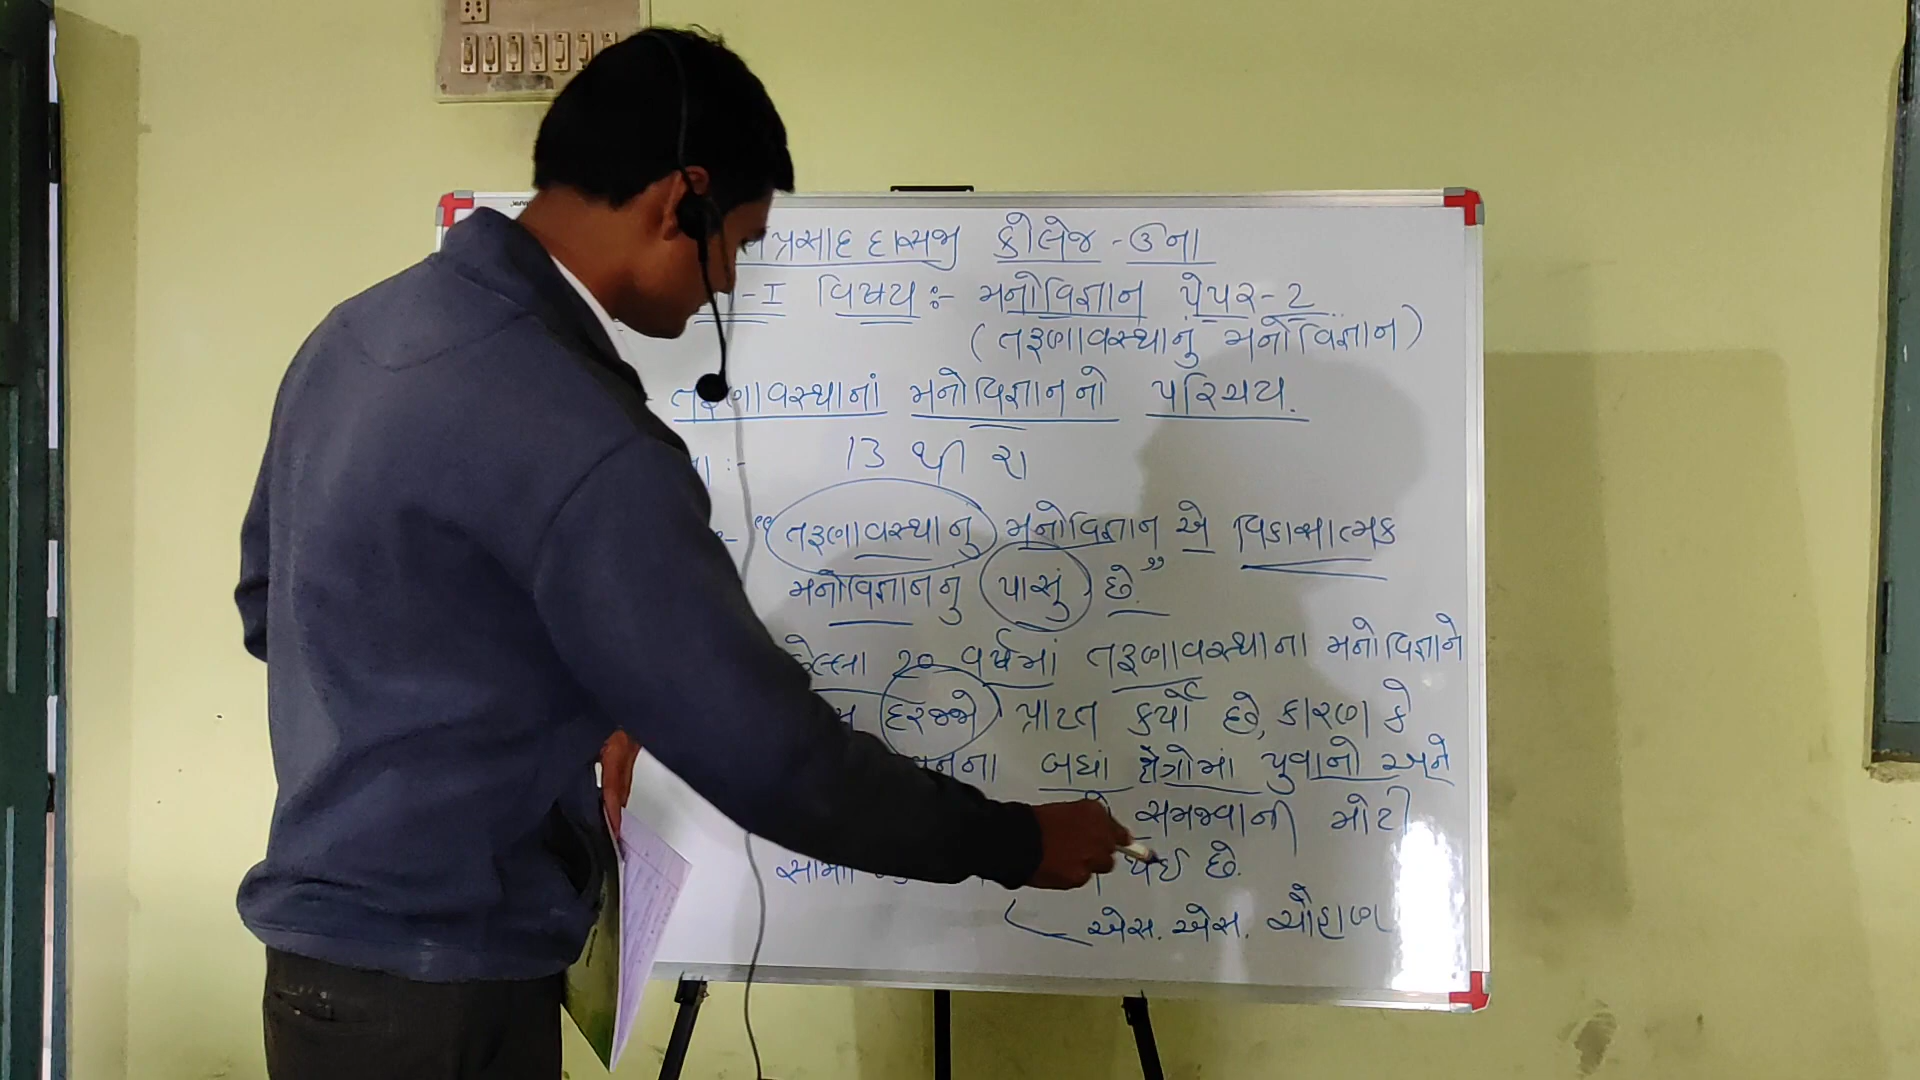 પ્રસાદ દાસજી કોલેજ - ઉના
- I વિષય :- મનોવિજ્ઞાન પેપર - 2
( તરૂણાવસ્થાનું મનોવિજ્ઞાન )
તરૂણાવસ્થાનાં મનોવિજ્ઞાનનો પરિચય.
:- 13 થી ૨૧
:- “ તરૂણાવસ્થાનું મનોવિજ્ઞાન એ વિકાસાત્મક
મનોવિજ્ઞાનનું પાસું છે. ”
છેલ્લા 20 વર્ષમાં તરૂણાવસ્થાના મનોવિજ્ઞાને
દરજ્જો પ્રાપ્ત કર્યો છે, કારણ કે
બધાં ક્ષેત્રોમાં યુવાનો અને
સમજવાની મોટી
થઈ છે.
એસ. એસ. ચૌહાણ